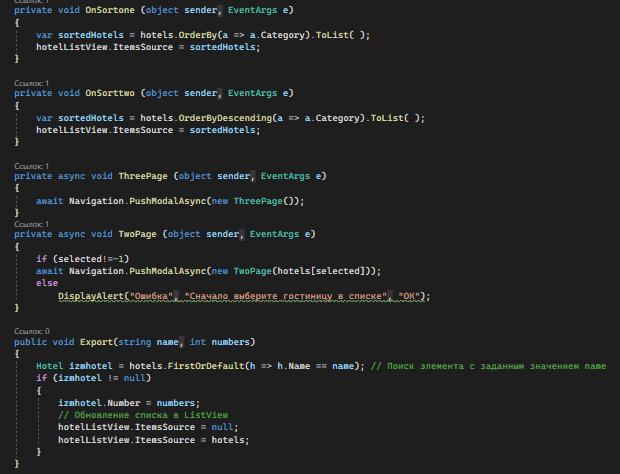 Ссылок: 1
private void OnSortone (object sender, EventArgs e)
{
var sortedHotels = hotels.OrderBy(a => a.Category).ToList( );
hotelListView.ItemsSource = sortedHotels;
}
Ссылок: 1
private void OnSorttwo (object sender, EventArgs e)
{
var sortedHotels = hotels.OrderByDescending(a => a.Category).ToList( );
hotelListView.ItemsSource = sortedHotels;
}
Ссылок: 1
private async void ThreePage (object sender, EventArgs e)
{
await Navigation.PushModalAsync(new ThreePage());
}
Ссылок: 1
private async void TwoPage (object sender, EventArgs e)
{
if (selected!=-1)
await Navigation.PushModalAsync(new TwoPage(hotels[selected]));
else
DisplayAlert("Ошибка", "Сначало выберите гостиницу в списке", "OK");
}
Ссылок: 0
public void Export(string name, int numbers)
{
Hotel izmhotel = hotels.FirstOrDefault(h => h.Name == name); // Поиск элемента с заданным значением name
if (izmhotel != null)
{
izmhotel.Number = numbers;
// Обновление списка в ListView
hotelListView.ItemsSource = null;
hotelListView.ItemsSource = hotels;
}
}